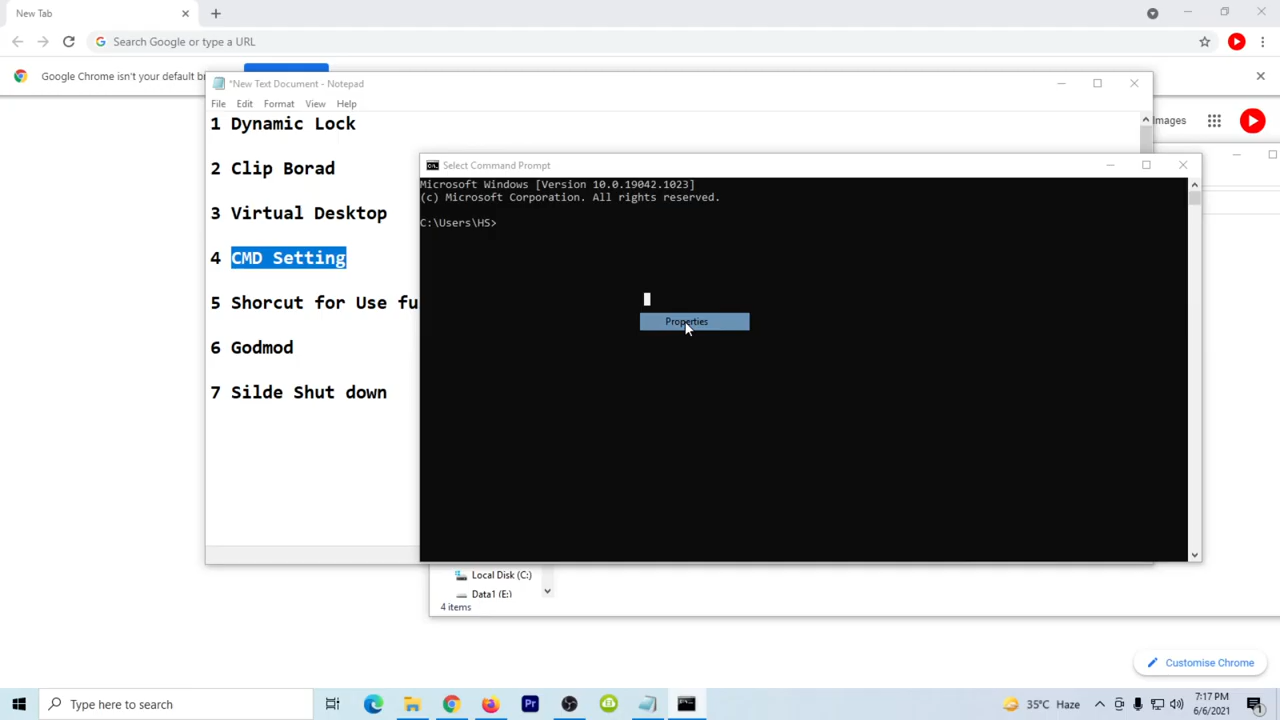 New Tab
Search Google or type a URL
Google Chrome isn't your default br
*New Text Document - Notepad
File Edit Format View Help
1 Dynamic Lock
Images
2 Clip Borad
Select Command Prompt
Microsoft Windows [Version 10.0.19042.1023]
(c) Microsoft Corporation. All rights reserved.
3 Virtual Desktop
C:\Users\HS>
4 CMD Setting
5 Shorcut for Use fu
Properties
6 Godmod
7 Silde Shut down
Local Disk (C:)
Data1 (E:)
4 items
Customise Chrome
Type here to search
Pr
35°C Haze
7:17 PM
6/6/2021
1